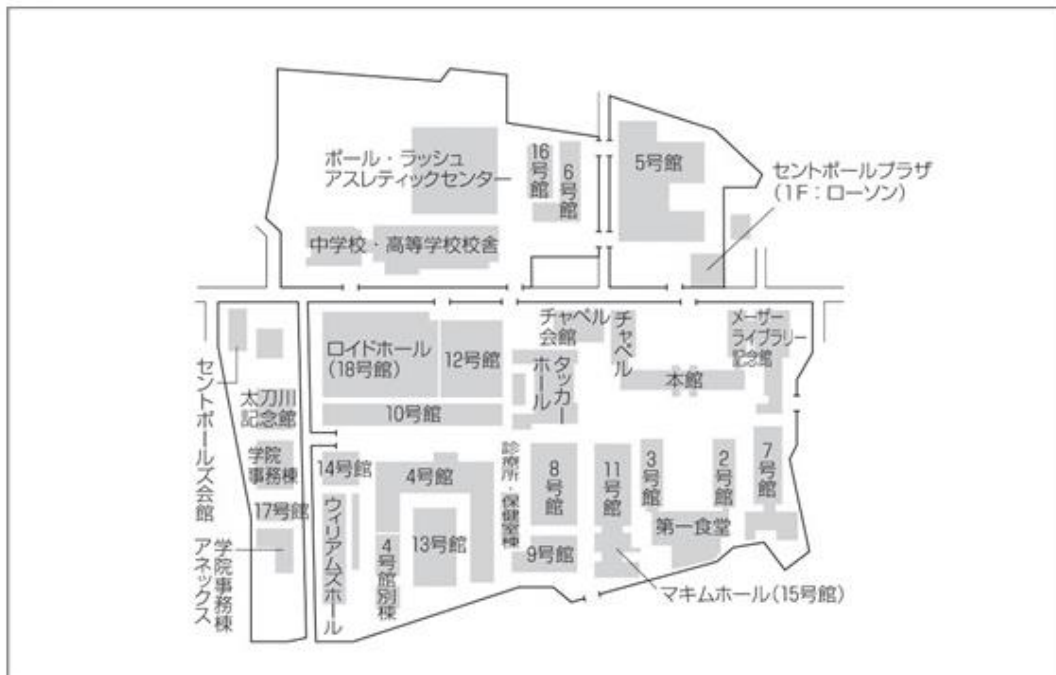 ポール・ラッシュ
アスレティックセンター
16号館
6号館
5号館
セントポールプラザ
(1F:ローソン)
中学校・高等学校校舎
セントポールズ会館
太刀川
記念館
学院
事務棟
17号館
学院事務棟
アネックス
ロイドホール
(18号館)
12号館
10号館
チャペル
会館
チャペル
タッカー
ホール
本館
メーザー
ライブラリー
記念館
14号館
ウィリアムズホール
4号館
4号館別棟
13号館
診療所・保健室棟
8号館
9号館
11号館
3号館
2号館
7号館
第一食堂
マキムホール(15号館)